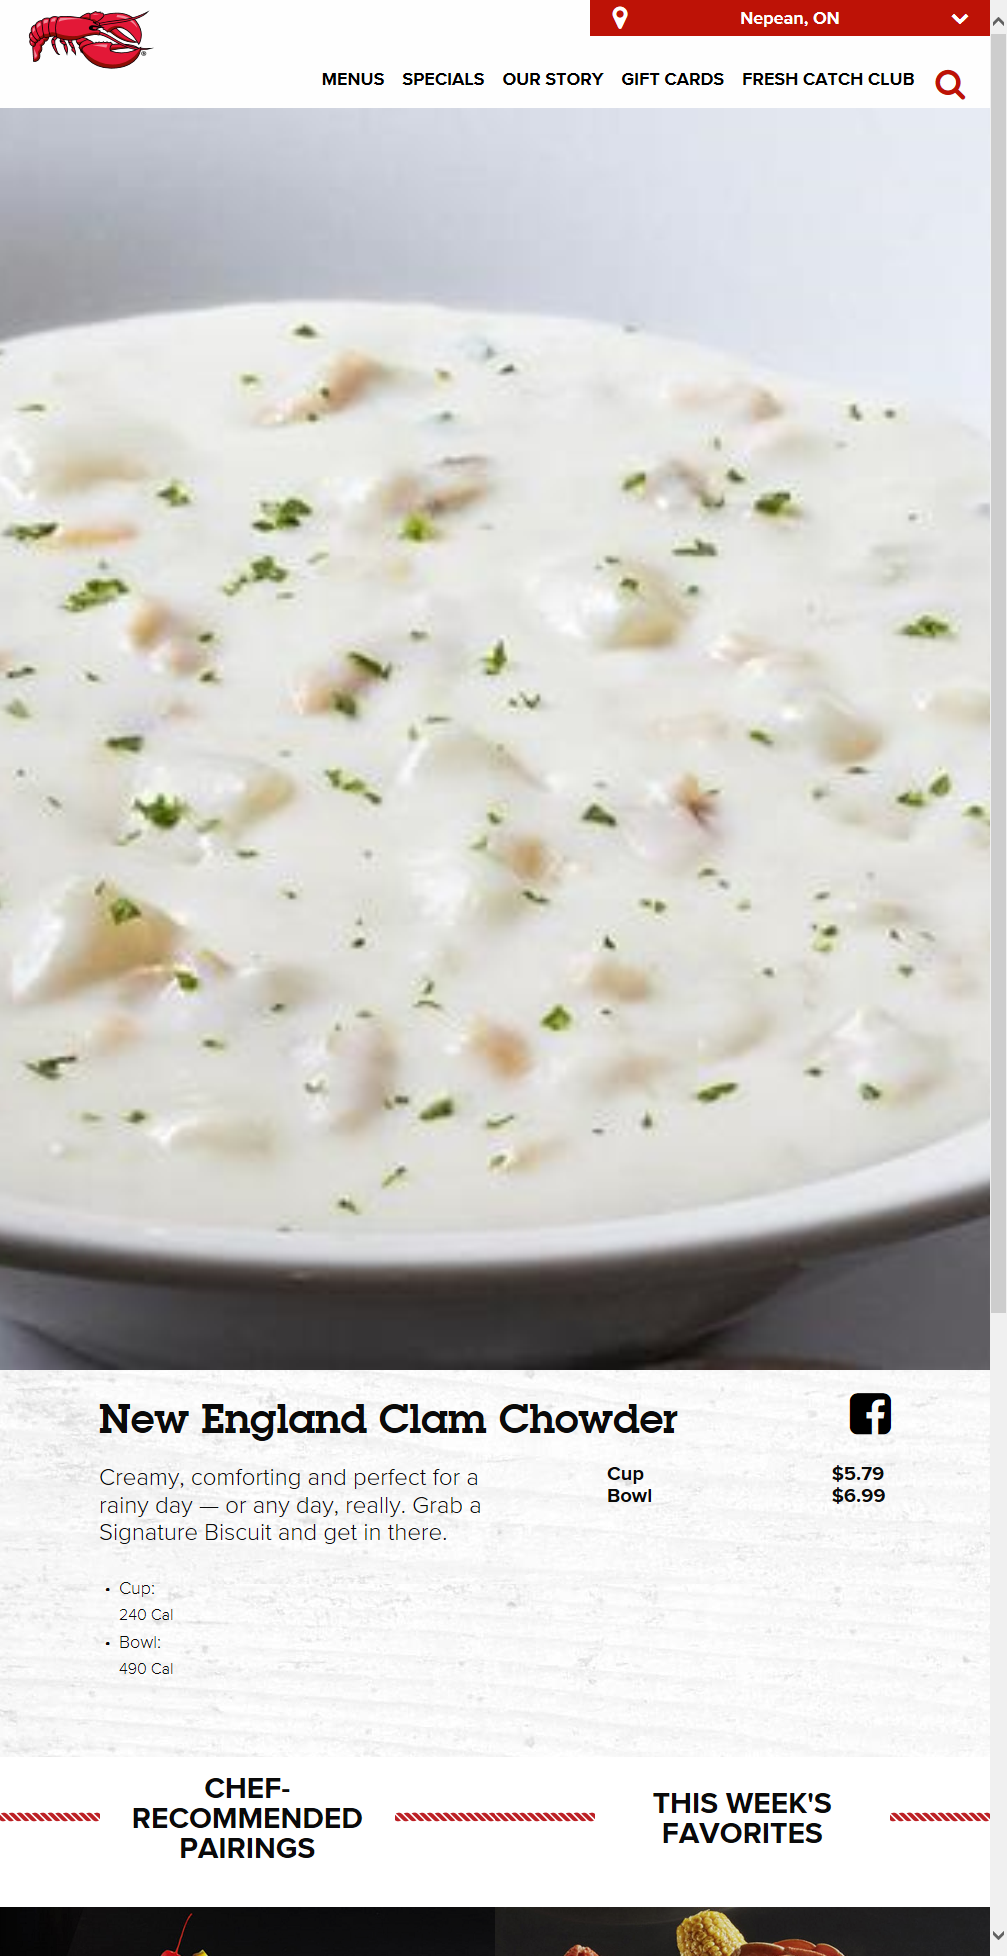 Nepean, ON
MENUS SPECIALS OUR STORY GIFT CARDS FRESH CATCH CLUB
New England Clam Chowder
Creamy, comforting and perfect for a
rainy day — or any day, really. Grab a
Signature Biscuit and get in there.
Cup $5.79
Bowl $6.99
• Cup:
240 Cal
• Bowl:
490 Cal
CHEF-
RECOMMENDED
PAIRINGS
THIS WEEK'S
FAVORITES